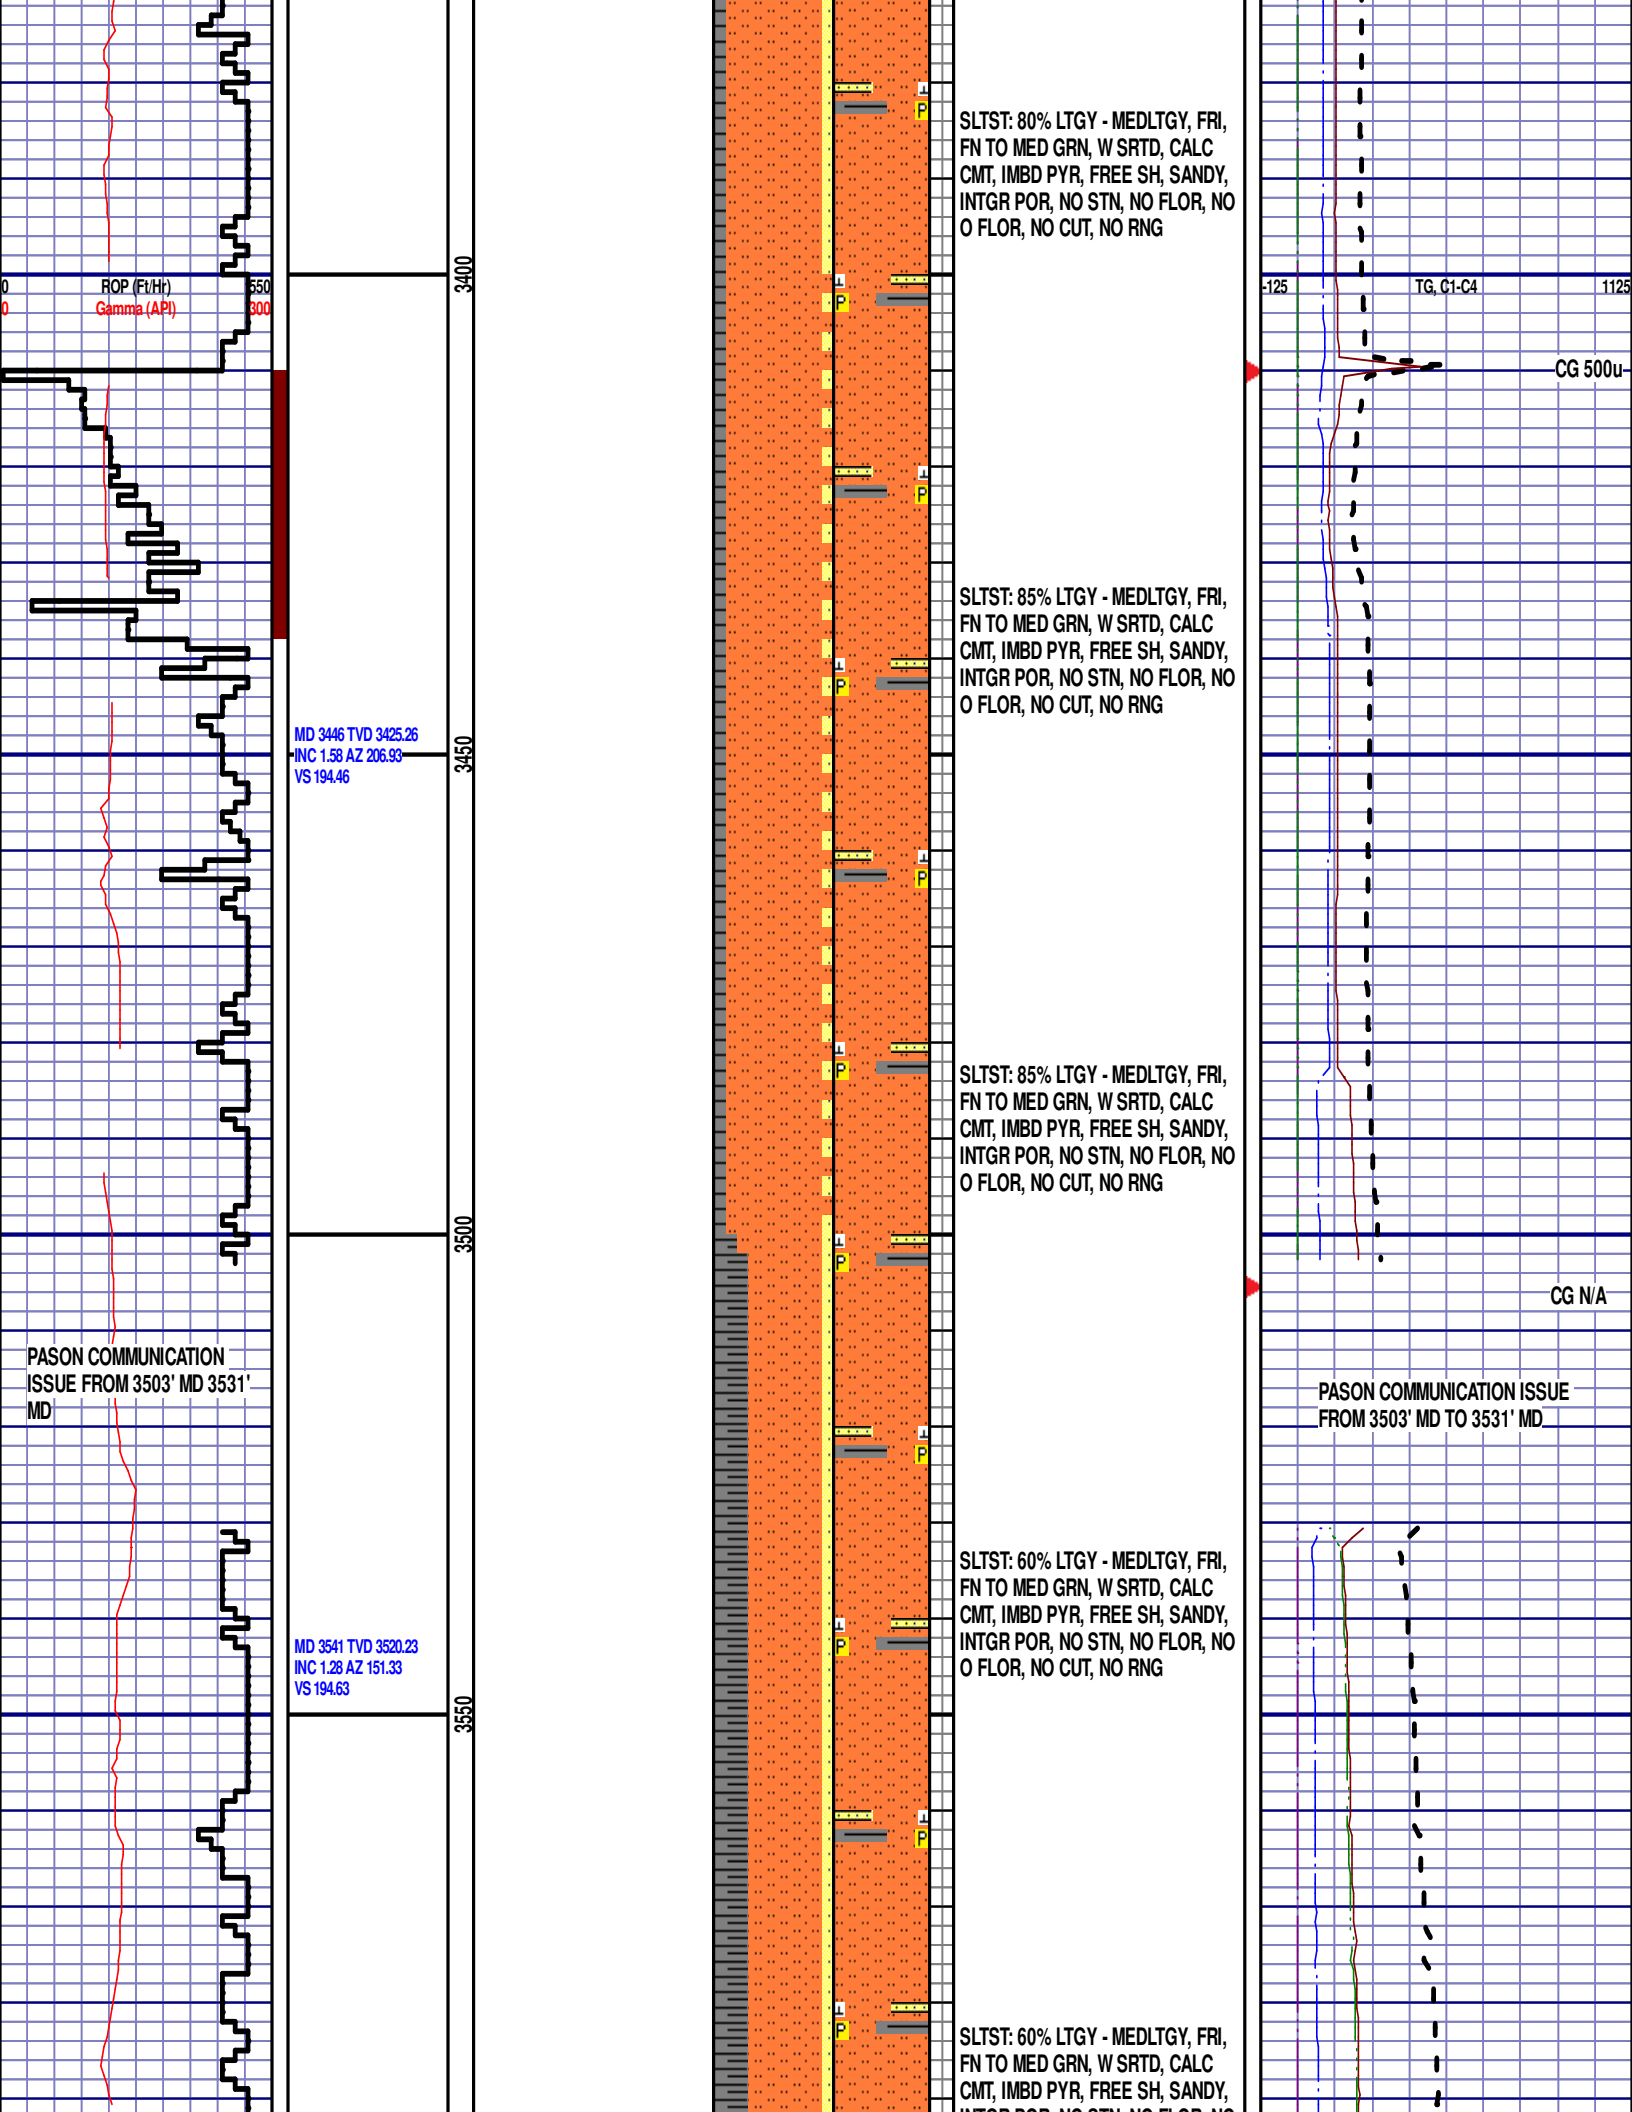 SLTST: 80% LTGY - MEDLTGY, FRI,
FN TO MED GRN, W SRTD, CALC
CMT, IMBD PYR, FREE SH, SANDY,
INTGR POR, NO STN, NO FLOR, NO
O FLOR, NO CUT, NO RNG
3400
0 ROP (Ft/Hr) 550
0 Gamma (API) 300
-125 TG, C1-C4 1125
CG 500u
SLTST: 85% LTGY - MEDLTGY, FRI,
FN TO MED GRN, W SRTD, CALC
CMT, IMBD PYR, FREE SH, SANDY,
INTGR POR, NO STN, NO FLOR, NO
O FLOR, NO CUT, NO RNG
MD 3446 TVD 3425.26
INC 1.58 AZ 206.93
VS 194.46
3450
SLTST: 85% LTGY - MEDLTGY, FRI,
FN TO MED GRN, W SRTD, CALC
CMT, IMBD PYR, FREE SH, SANDY,
INTGR POR, NO STN, NO FLOR, NO
O FLOR, NO CUT, NO RNG
3500
CG N/A
PASON COMMUNICATION
ISSUE FROM 3503' MD 3531'
MD
PASON COMMUNICATION ISSUE
FROM 3503' MD TO 3531' MD
SLTST: 60% LTGY - MEDLTGY, FRI,
FN TO MED GRN, W SRTD, CALC
CMT, IMBD PYR, FREE SH, SANDY,
INTGR POR, NO STN, NO FLOR, NO
O FLOR, NO CUT, NO RNG
MD 3541 TVD 3520.23
INC 1.28 AZ 151.33
VS 194.63
3550
SLTST: 60% LTGY - MEDLTGY, FRI,
FN TO MED GRN, W SRTD, CALC
CMT, IMBD PYR, FREE SH, SANDY,
INTGR POR, NO STN, NO FLOR, NO
P
P
P
P
P
P
P
P
P
P
P